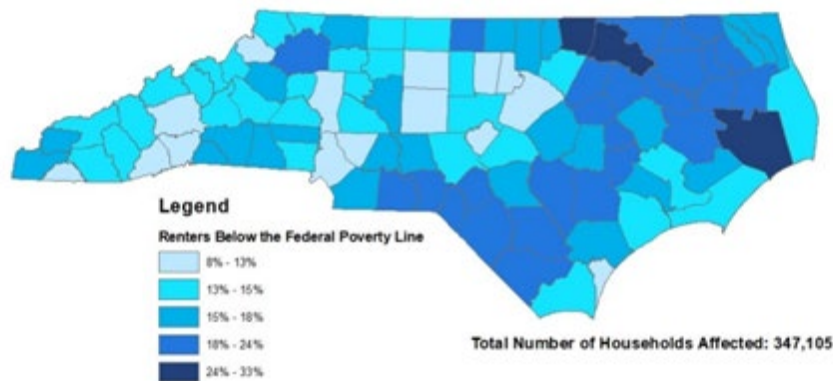 Legend
Renters Below the Federal Poverty Line
8% - 13%
13% - 15%
15% - 18%
18% - 24%
24% - 33%
Total Number of Households Affected: 347,105